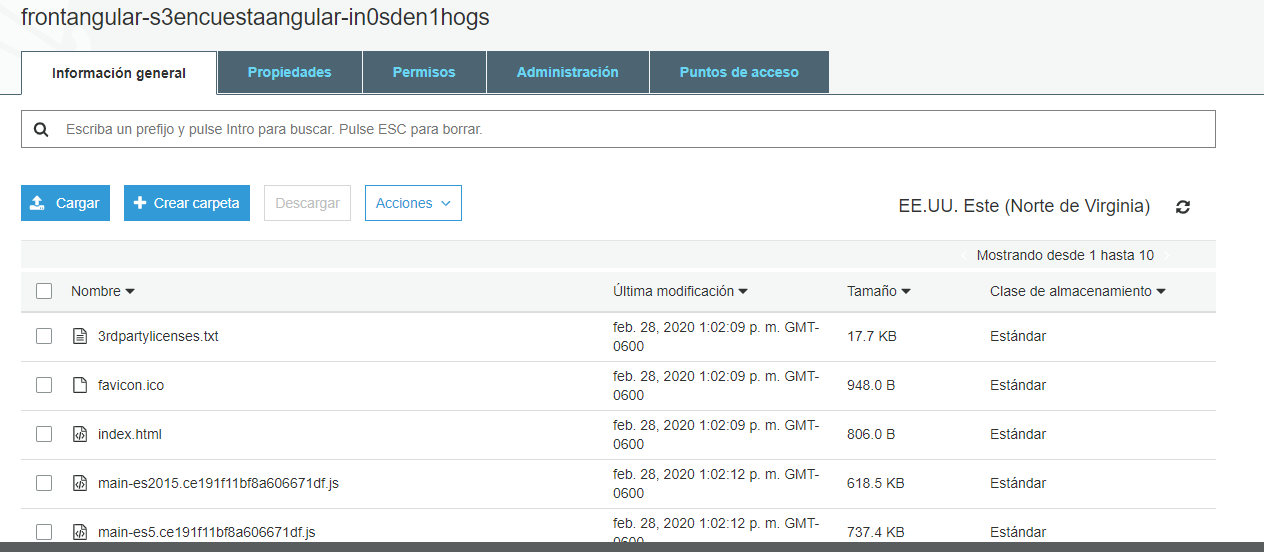 frontangular-s3encuestaangular-in0sden1hogs
Información general Propiedades Permisos Administración Puntos de acceso
Escriba un prefijo y pulse Intro para buscar. Pulse ESC para borrar.
Cargar Crear carpeta Descargar Acciones
EE.UU. Este (Norte de Virginia)
Mostrando desde 1 hasta 10
Nombre Última modificación Tamaño Clase de almacenamiento
3rdpartylicenses.txt feb. 28, 2020 1:02:09 p. m. GMT- 17.7 KB Estándar
0600
favicon.ico feb. 28, 2020 1:02:09 p. m. GMT- 948.0 B Estándar
0600
index.html feb. 28, 2020 1:02:09 p. m. GMT- 806.0 B Estándar
0600
main-es2015.ce191f11bf8a606671df.js feb. 28, 2020 1:02:12 p. m. GMT- 618.5 KB Estándar
0600
main-es5.ce191f11bf8a606671df.js feb. 28, 2020 1:02:12 p. m. GMT- 737.4 KB Estándar
0600